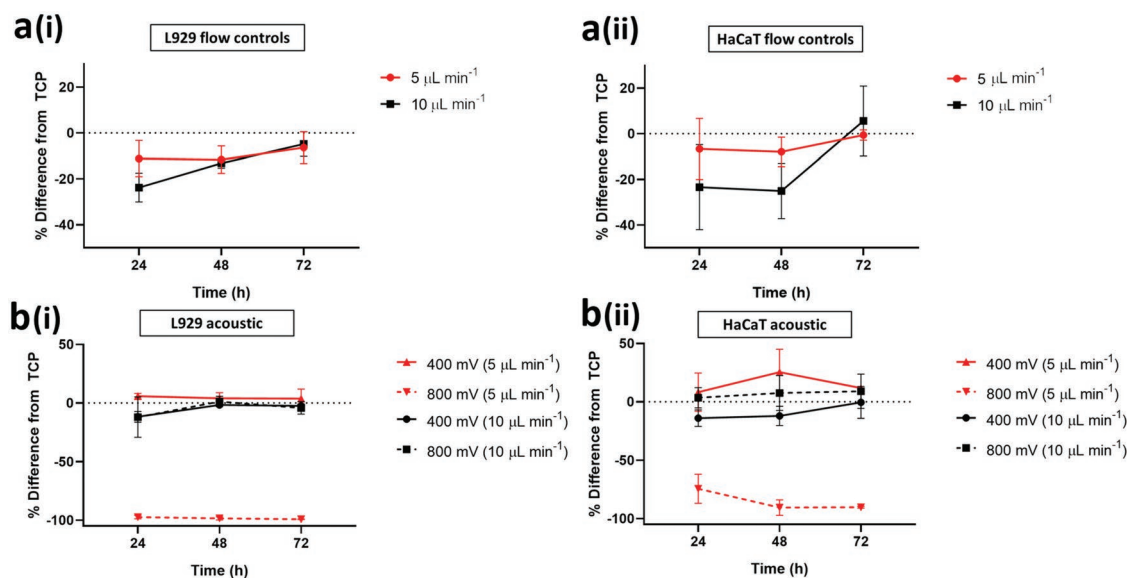 a(i)
L929 flow controls
% Difference from TCP
20
0
-20
-40
24
48
72
Time (h)
5 μL min⁻¹
10 μL min⁻¹
a(ii)
HaCaT flow controls
% Difference from TCP
20
0
-20
-40
24
48
72
Time (h)
5 μL min⁻¹
10 μL min⁻¹
b(i)
L929 acoustic
% Difference from TCP
50
0
-50
-100
24
48
72
Time (h)
400 mV (5 μL min⁻¹)
800 mV (5 μL min⁻¹)
400 mV (10 μL min⁻¹)
800 mV (10 μL min⁻¹)
b(ii)
HaCaT acoustic
% Difference from TCP
50
0
-50
-100
24
48
72
Time (h)
400 mV (5 μL min⁻¹)
800 mV (5 μL min⁻¹)
400 mV (10 μL min⁻¹)
800 mV (10 μL min⁻¹)